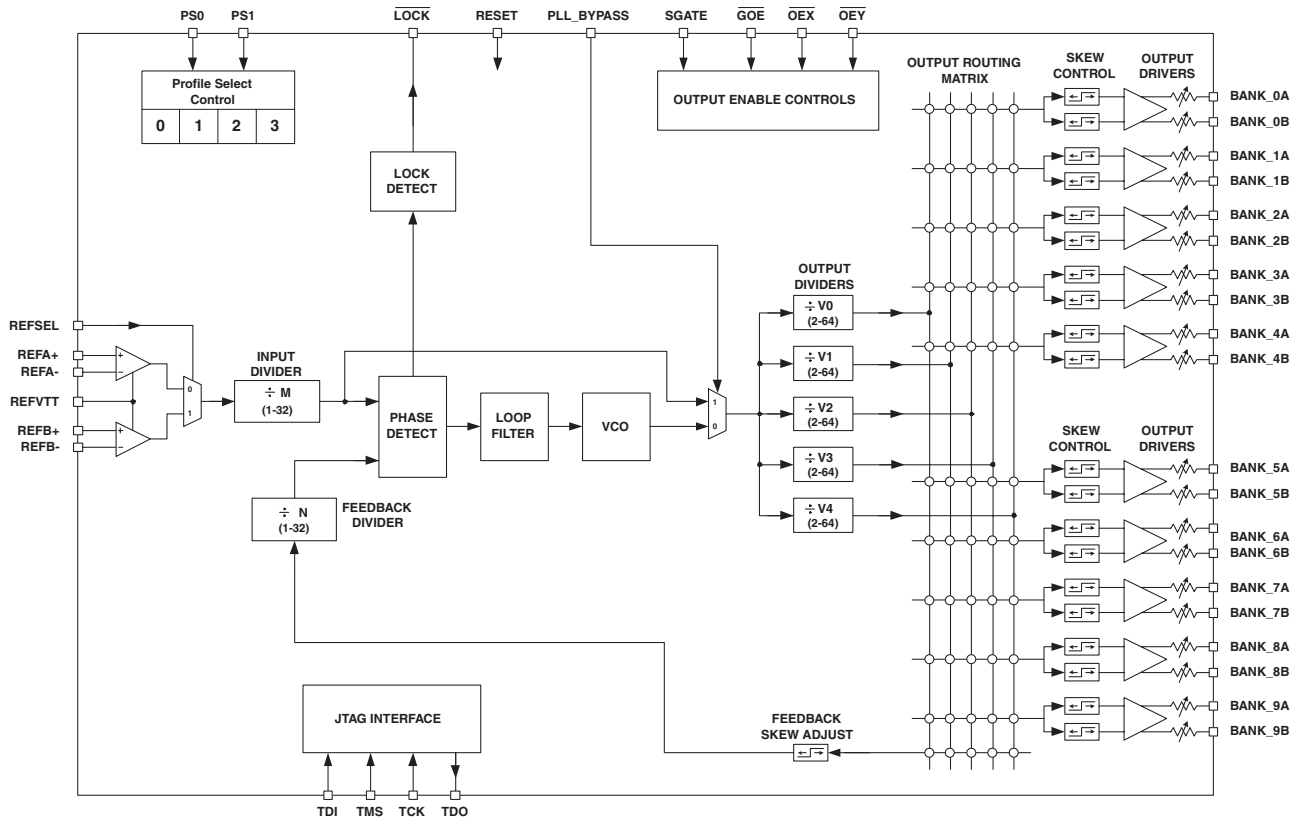 PS0 PS1 LOCK RESET PLL_BYPASS SGATE GOE OEX OEY
Profile Select
Control
0 1 2 3
OUTPUT ENABLE CONTROLS
OUTPUT ROUTING
MATRIX
SKEW
CONTROL
OUTPUT
DRIVERS
BANK_0A
BANK_0B
BANK_1A
BANK_1B
BANK_2A
BANK_2B
BANK_3A
BANK_3B
BANK_4A
BANK_4B
LOCK
DETECT
OUTPUT
DIVIDERS
÷ V0
(2-64)
÷ V1
(2-64)
÷ V2
(2-64)
÷ V3
(2-64)
÷ V4
(2-64)
REFSEL
REFA+
REFA-
REFVTT
REFB+
REFB-
+
−
+
−
0
1
INPUT
DIVIDER
÷ M
(1-32)
PHASE
DETECT
LOOP
FILTER
VCO
1
0
÷ N
(1-32)
FEEDBACK
DIVIDER
SKEW
CONTROL
OUTPUT
DRIVERS
BANK_5A
BANK_5B
BANK_6A
BANK_6B
BANK_7A
BANK_7B
BANK_8A
BANK_8B
BANK_9A
BANK_9B
JTAG INTERFACE
FEEDBACK
SKEW ADJUST
TDI TMS TCK TDO